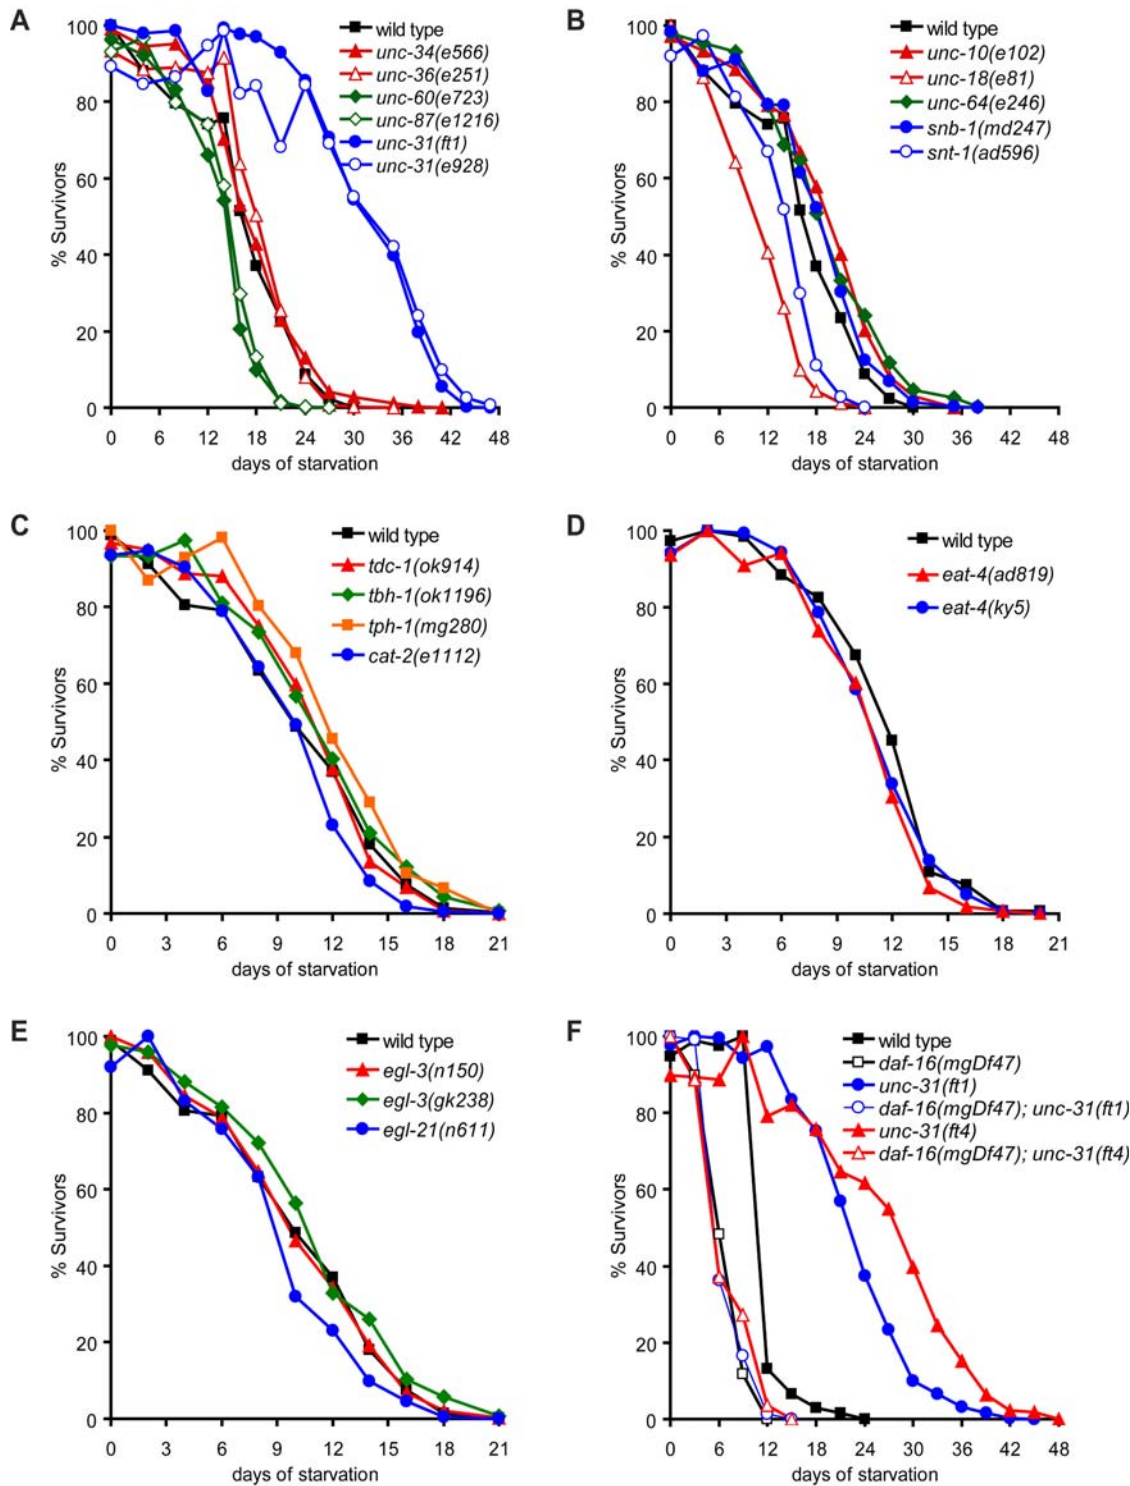 A
wild type
unc-34(e566)
unc-36(e251)
unc-60(e723)
unc-87(e1216)
unc-31(ft1)
unc-31(e928)
100
80
60
40
20
0
% Survivors
0 6 12 18 24 30 36 42 48
days of starvation
B
wild type
unc-10(e102)
unc-18(e81)
unc-64(e246)
snb-1(md247)
snt-1(ad596)
100
80
60
40
20
0
% Survivors
0 6 12 18 24 30 36 42 48
days of starvation
C
wild type
tdc-1(ok914)
tbh-1(ok1196)
tph-1(mg280)
cat-2(e1112)
100
80
60
40
20
0
% Survivors
0 3 6 9 12 15 18 21
days of starvation
D
wild type
eat-4(ad819)
eat-4(ky5)
100
80
60
40
20
0
% Survivors
0 3 6 9 12 15 18 21
days of starvation
E
wild type
egl-3(n150)
egl-3(gk238)
egl-21(n611)
100
80
60
40
20
0
% Survivors
0 3 6 9 12 15 18 21
days of starvation
F
wild type
daf-16(mgDf47)
unc-31(ft1)
daf-16(mgDf47); unc-31(ft1)
unc-31(ft4)
daf-16(mgDf47); unc-31(ft4)
100
80
60
40
20
0
% Survivors
0 6 12 18 24 30 36 42 48
days of starvation